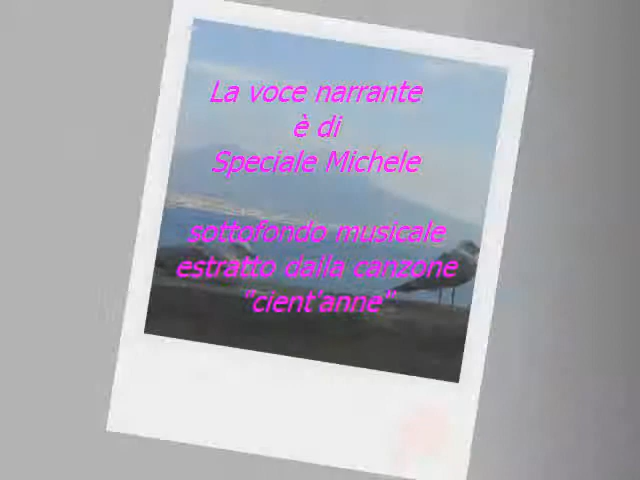 La voce narrante
è di
Speciale Michele
sottofondo musicale
estratto dalla canzone
"cient'anne"